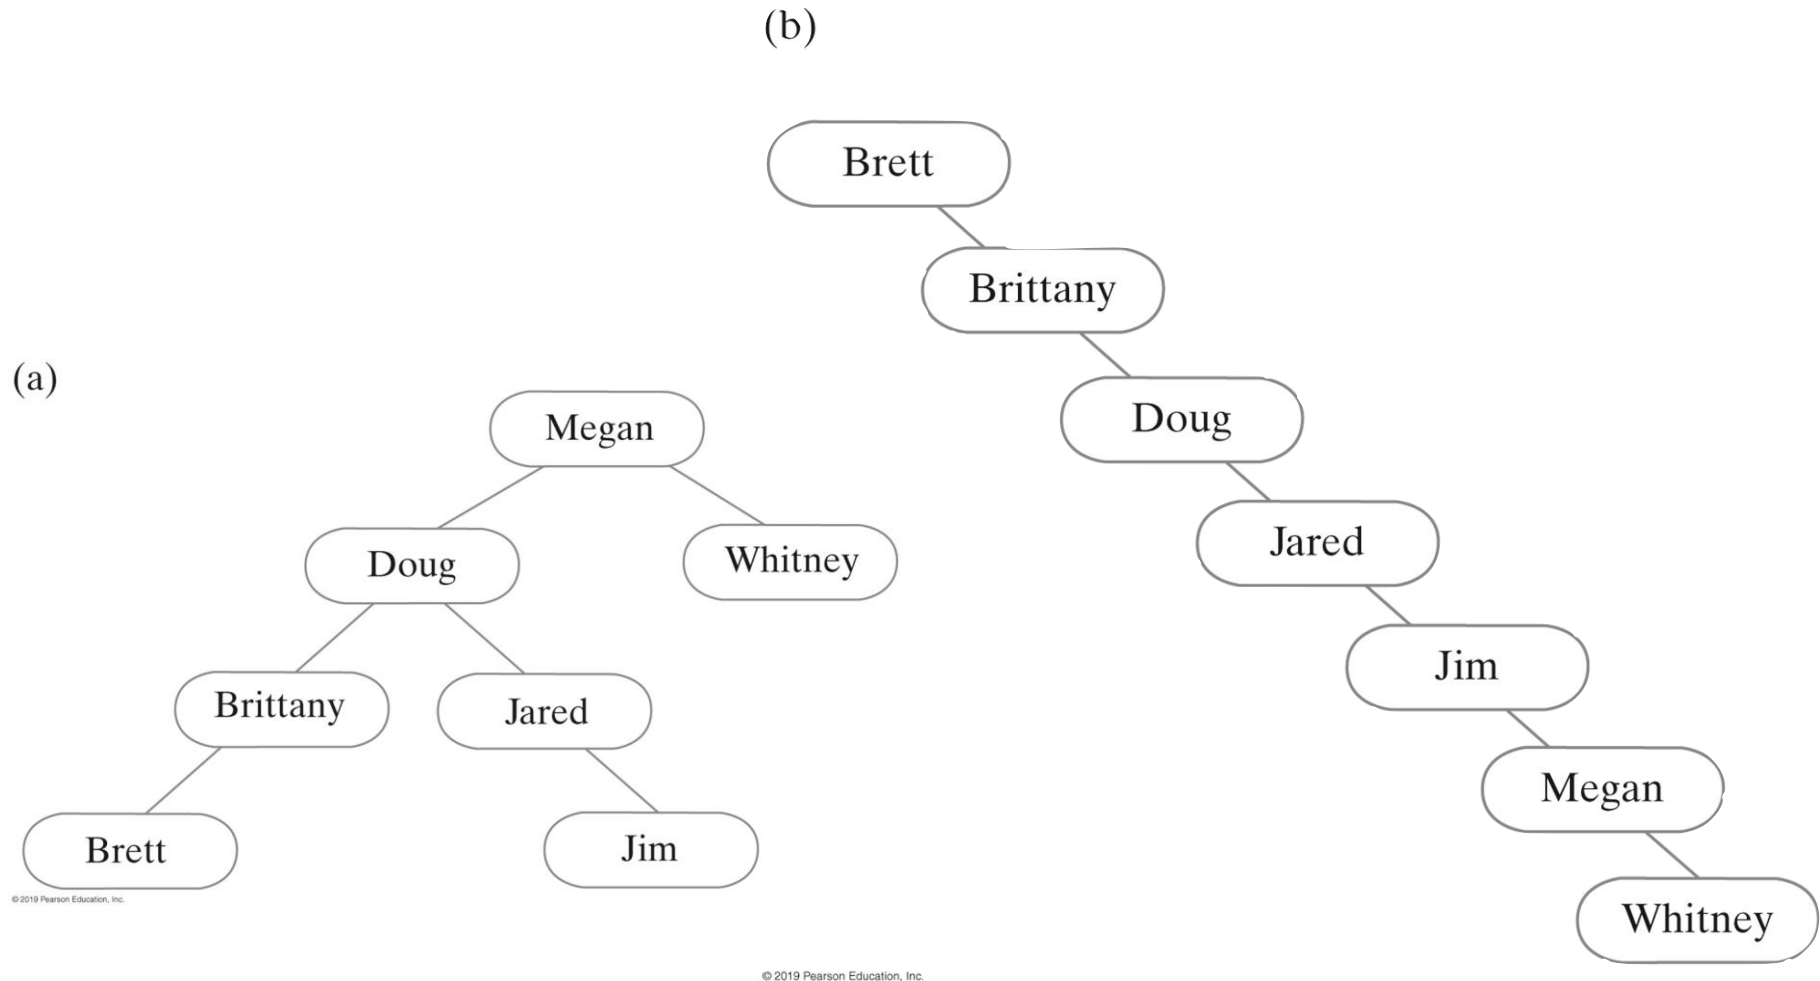 (a)
Megan
Doug
Whitney
Brittany
Jared
Brett
Jim
© 2019 Pearson Education, Inc.
(b)
Brett
Brittany
Doug
Jared
Jim
Megan
Whitney
© 2019 Pearson Education, Inc.